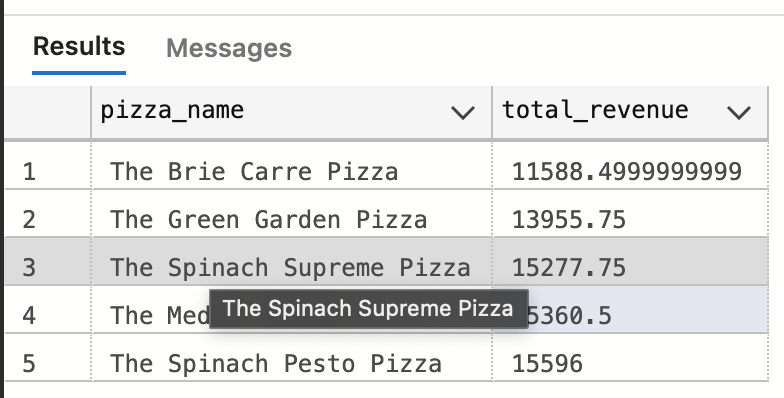 Results Messages
pizza_name total_revenue
1 The Brie Carre Pizza 11588.4999999999
2 The Green Garden Pizza 13955.75
3 The Spinach Supreme Pizza 15277.75
The Spinach Supreme Pizza
4 The Med 5360.5
5 The Spinach Pesto Pizza 15596